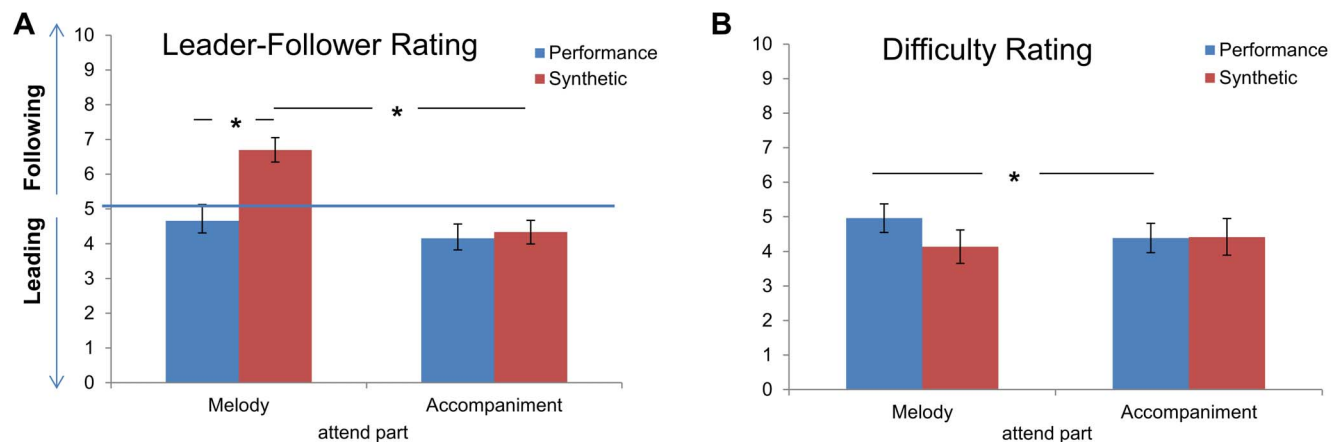 A
Leader-Follower Rating
Performance
Synthetic
Following
Leading
10
9
8
7
6
5
4
3
2
1
0
*
*
Melody
Accompaniment
attend part
B
Difficulty Rating
Performance
Synthetic
10
9
8
7
6
5
4
3
2
1
0
*
Melody
Accompaniment
attend part